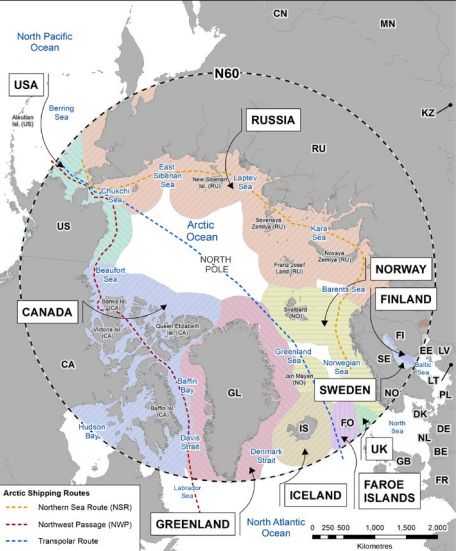 CN
MN
North Pacific
Ocean
N60
USA
Berring
Sea
Aleutian
Isl. (US)
KZ
RUSSIA
RU
East
Siberian
Sea
New Siberian
Isl. (RU)
Laptev
Sea
Chukchi
Sea
Sevenaya
Zemlya (RU)
Kara
Sea
US
Arctic
Ocean
NORTH
POLE
Novaya
Zemlya (RU)
Franz Josef
Land (RU)
NORWAY
Beaufort
Sea
Barents Sea
FINLAND
Banks Isl.
(CA)
CANADA
Svalbard
(NO)
Queen Elizabeth
Isl. (CA)
Victoria Isl.
(CA)
FI
EE
LV
Greenland
Sea
SE
Baltic
Sea
CA
Norwegian
Sea
LT
Jan Mayen
(NO)
Baffin
Bay
SWEDEN
NO
PL
GL
Baffin Isl.
(CA)
DK
IS
FO
North
Sea
DE
Hudson
Bay
Davis
Strait
NL
UK
Denmark
Strait
GB
BE
FR
Labrador
Sea
ICELAND
FAROE
ISLANDS
GREENLAND
North Atlantic
Ocean
Arctic Shipping Routes
Northern Sea Route (NSR)
Northwest Passage (NWP)
Transpolar Route
0 250 500 1,000 1,500 2,000
Kilometres